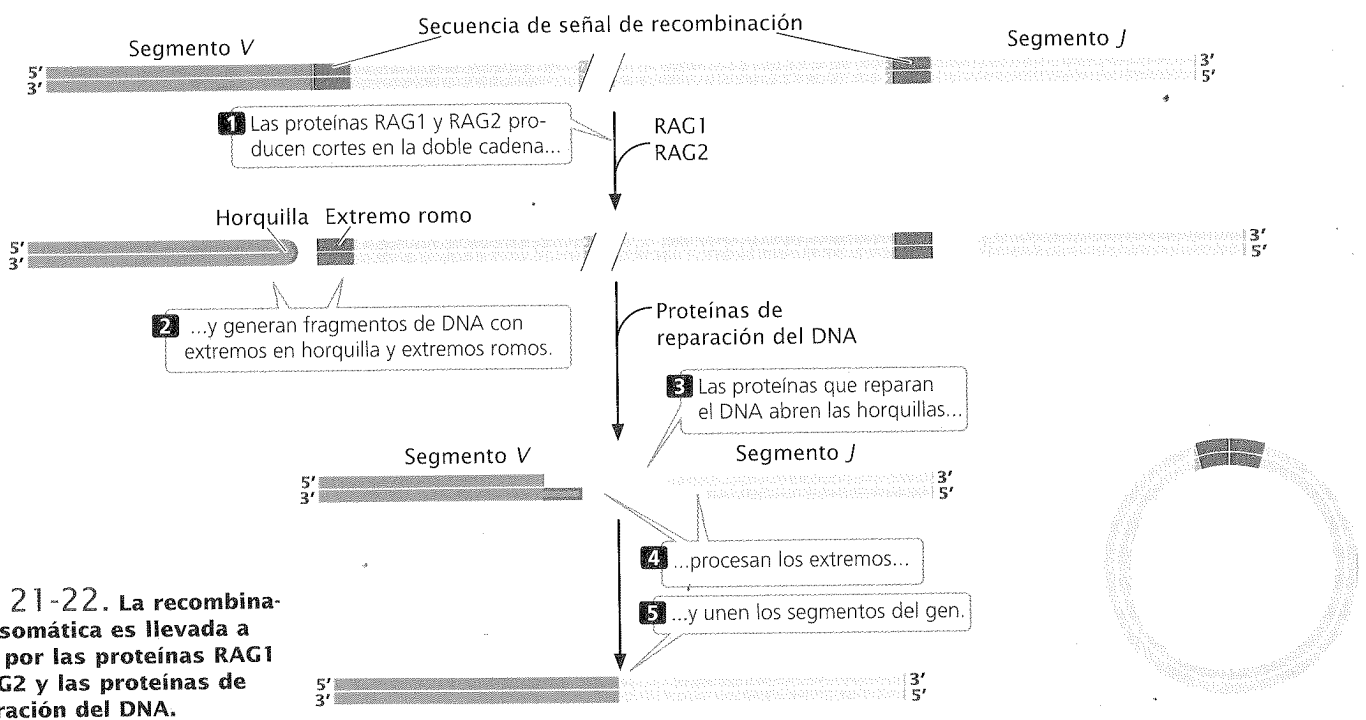 Secuencia de señal de recombinación
Segmento V
Segmento J
5′
3′
3′
5′
1 Las proteínas RAG1 y RAG2 pro-
ducen cortes en la doble cadena...
RAG1
RAG2
Horquilla Extremo romo
5′
3′
3′
5′
2 ...y generan fragmentos de DNA con
extremos en horquilla y extremos romos.
Proteínas de
reparación del DNA
3 Las proteínas que reparan
el DNA abren las horquillas...
Segmento V
Segmento J
5′
3′
3′
5′
4 ...procesan los extremos...
5 ...y unen los segmentos del gen.
21-22. La recombina-
somática es llevada a
por las proteínas RAG1
G2 y las proteínas de
ración del DNA.
5′
3′
3′
5′